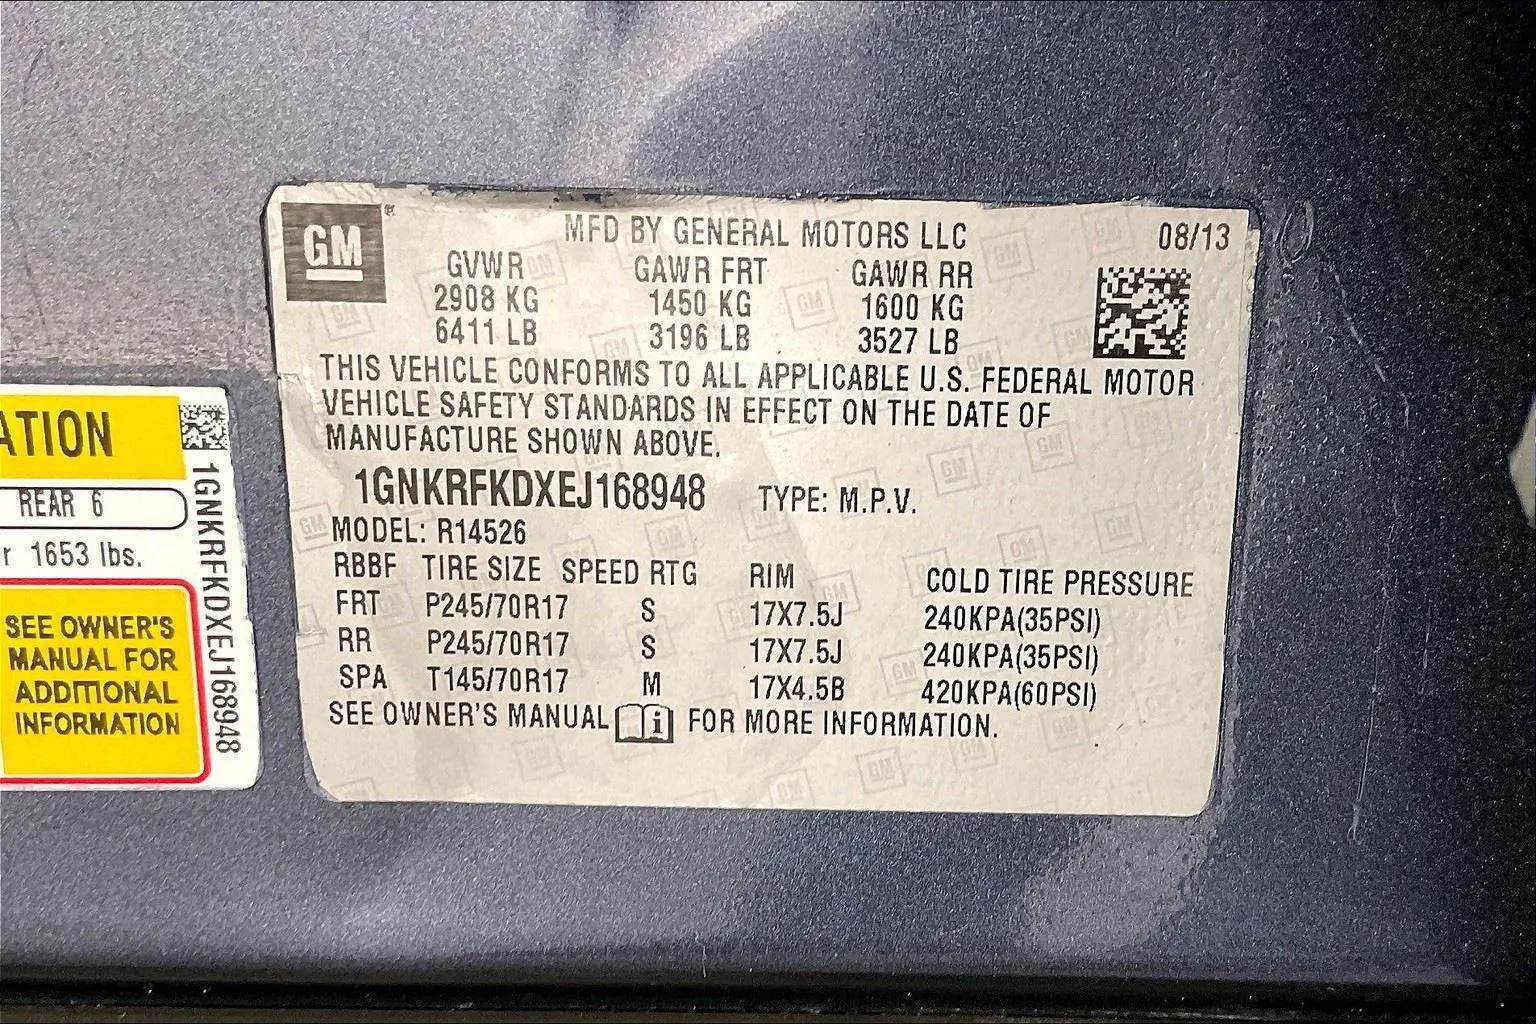 GM
MFD BY GENERAL MOTORS LLC 08/13
GVWR GAWR FRT GAWR RR
2908 KG 1450 KG 1600 KG
6411 LB 3196 LB 3527 LB
THIS VEHICLE CONFORMS TO ALL APPLICABLE U.S. FEDERAL MOTOR
VEHICLE SAFETY STANDARDS IN EFFECT ON THE DATE OF
MANUFACTURE SHOWN ABOVE.
1GNKRFKDXEJ168948 TYPE: M.P.V.
MODEL: R14526
RBBF TIRE SIZE SPEED RTG RIM COLD TIRE PRESSURE
FRT P245/70R17 S 17X7.5J 240KPA(35PSI)
RR P245/70R17 S 17X7.5J 240KPA(35PSI)
SPA T145/70R17 M 17X4.5B 420KPA(60PSI)
SEE OWNER'S MANUAL i FOR MORE INFORMATION.
ATION
REAR 6
r 1653 lbs.
SEE OWNER'S
MANUAL FOR
ADDITIONAL
INFORMATION
1GNKRFKDXEJ168948